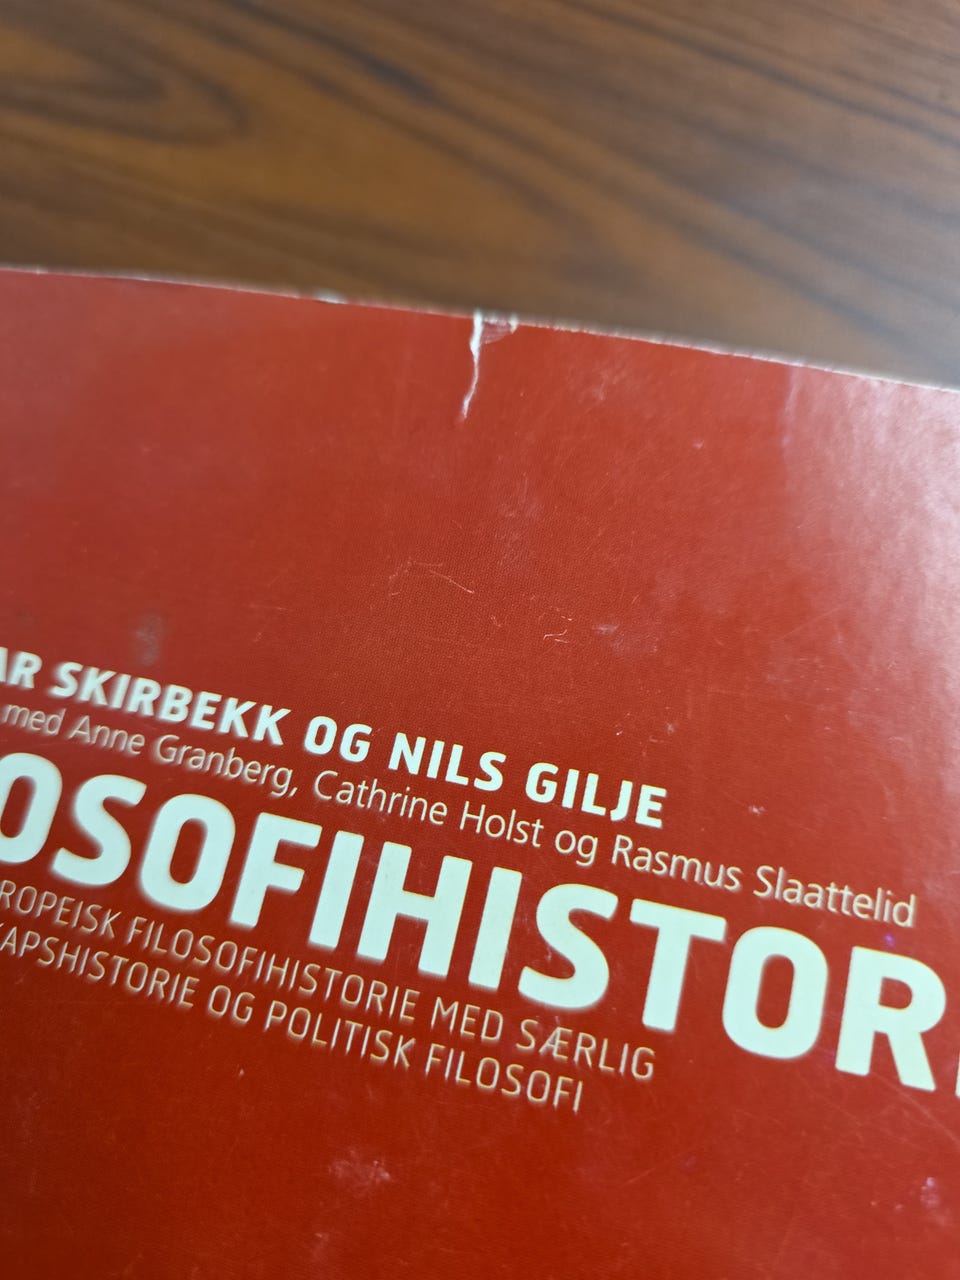 AR SKIRBEKK OG NILS GILJE
med Anne Granberg, Cathrine Holst og Rasmus Slaattelid
OSOFIHISTOR
ROPEISK FILOSOFIHISTORIE MED SÆRLIG
KAPSHISTORIE OG POLITISK FILOSOFI